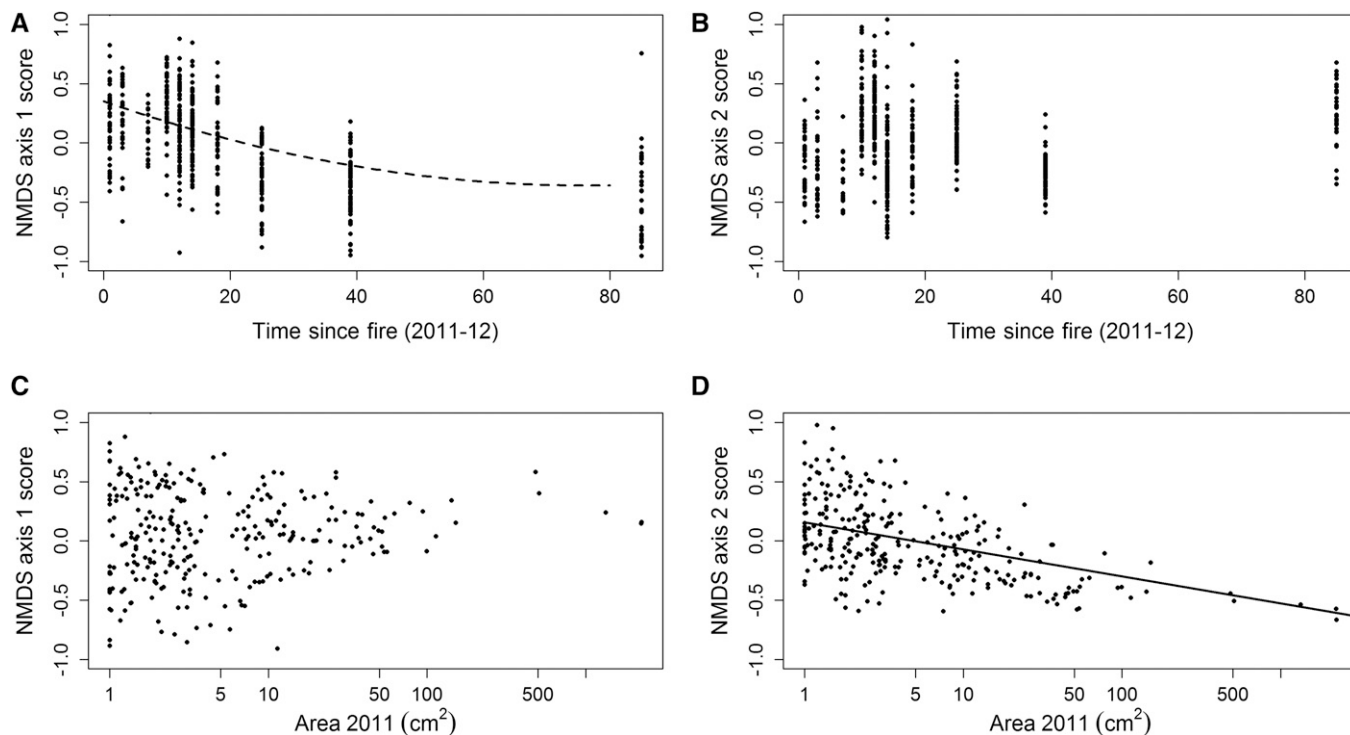 A
NMDS axis 1 score
1.0
0.5
0.0
-0.5
-1.0
0 20 40 60 80
Time since fire (2011-12)
B
NMDS axis 2 score
1.0
0.5
0.0
-0.5
-1.0
0 20 40 60 80
Time since fire (2011-12)
C
NMDS axis 1 score
1.0
0.5
0.0
-0.5
-1.0
1 5 10 50 100 500
Area 2011 (cm²)
D
NMDS axis 2 score
1.0
0.5
0.0
-0.5
-1.0
1 5 10 50 100 500
Area 2011 (cm²)